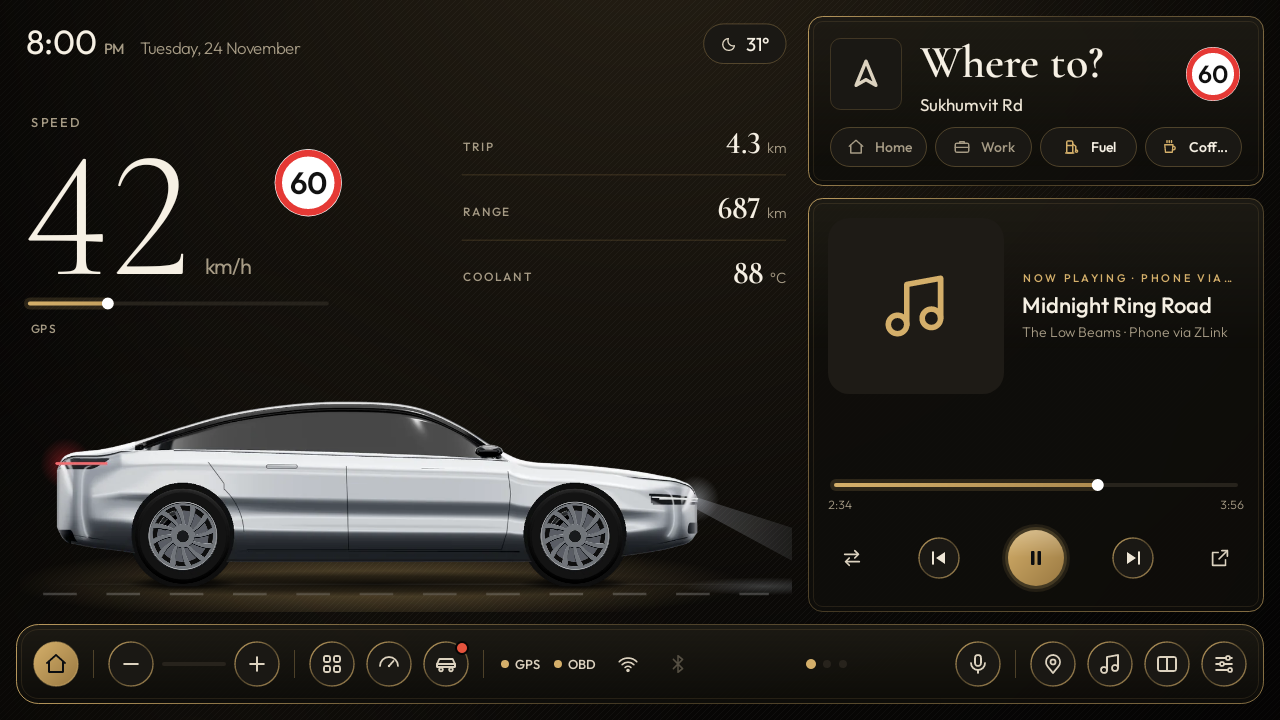 8:00 PM Tuesday, 24 November
31°
SPEED
42 km/h
60
GPS
TRIP 4.3 km
RANGE 687 km
COOLANT 88 °C
Where to?
Sukhumvit Rd
60
Home Work Fuel Coff...
NOW PLAYING · PHONE VIA...
Midnight Ring Road
The Low Beams · Phone via ZLink
2:34 3:56
GPS OBD